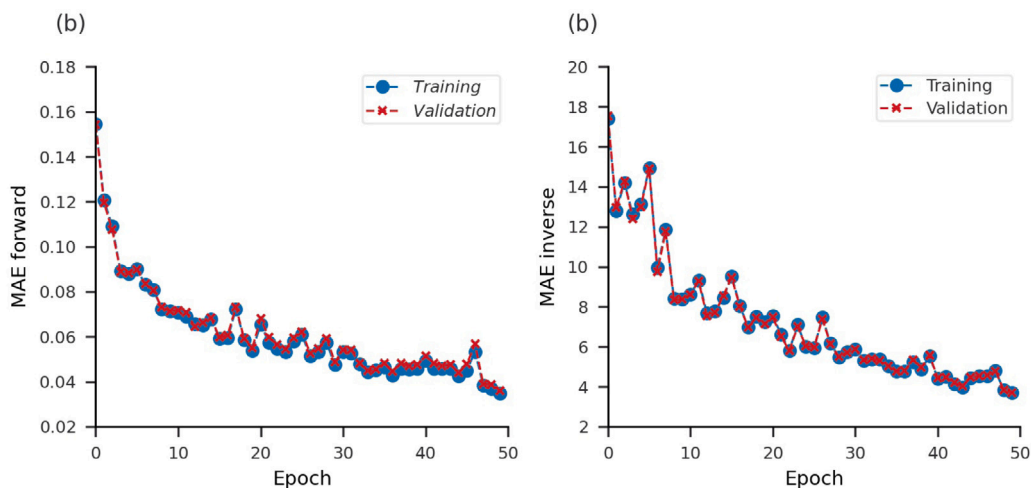 (b)
0.18
0.16
0.14
0.12
0.10
0.08
0.06
0.04
0.02
MAE forward
Training
Validation
0 10 20 30 40 50
Epoch
(b)
20
18
16
14
12
10
8
6
4
2
MAE inverse
Training
Validation
0 10 20 30 40 50
Epoch